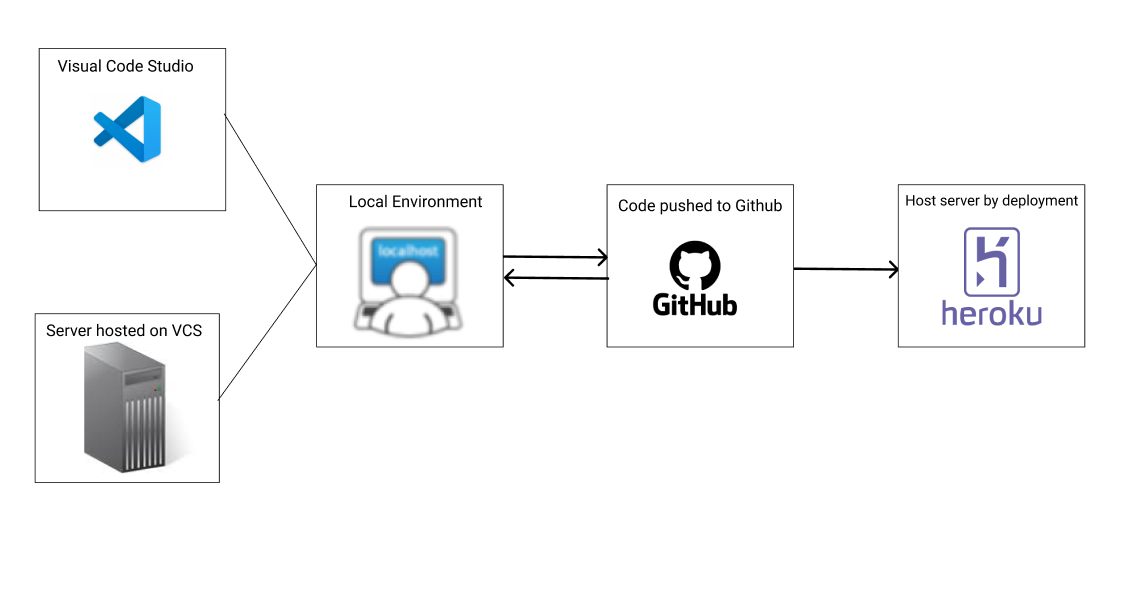 Visual Code Studio
Server hosted on VCS
Local Environment
localhost
Code pushed to Github
GitHub
Host server by deployment
heroku